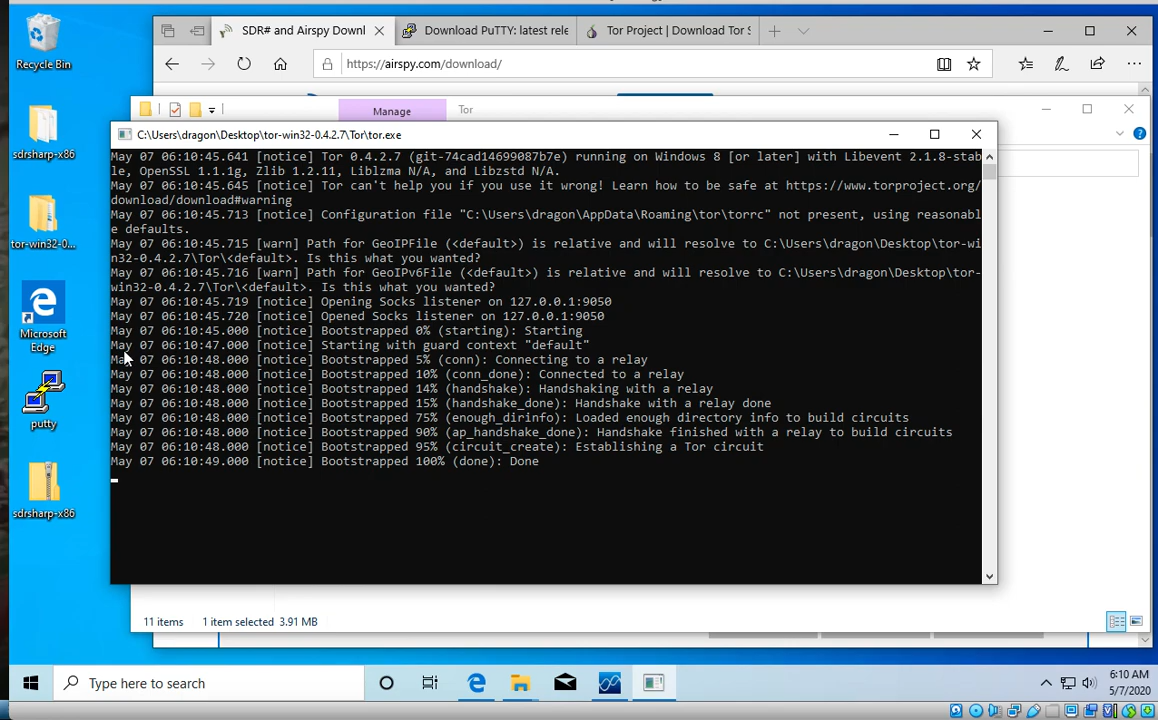 Recycle Bin
sdrsharp-x86
tor-win32-0....
Microsoft
Edge
putty
sdrsharp-x86
SDR# and Airspy Downl
Download PuTTY: latest rele
Tor Project | Download Tor S
https://airspy.com/download/
Manage
Tor
C:\Users\dragon\Desktop\tor-win32-0.4.2.7\Tor\tor.exe
May 07 06:10:45.641 [notice] Tor 0.4.2.7 (git-74cad14699087b7e) running on Windows 8 [or later] with Libevent 2.1.8-stab
le, OpenSSL 1.1.1g, Zlib 1.2.11, Liblzma N/A, and Libzstd N/A.
May 07 06:10:45.645 [notice] Tor can't help you if you use it wrong! Learn how to be safe at https://www.torproject.org/
download/download#warning
May 07 06:10:45.713 [notice] Configuration file "C:\Users\dragon\AppData\Roaming\tor\torrc" not present, using reasonabl
e defaults.
May 07 06:10:45.715 [warn] Path for GeoIPFile (<default>) is relative and will resolve to C:\Users\dragon\Desktop\tor-wi
n32-0.4.2.7\Tor\<default>. Is this what you wanted?
May 07 06:10:45.716 [warn] Path for GeoIPv6File (<default>) is relative and will resolve to C:\Users\dragon\Desktop\tor-
win32-0.4.2.7\Tor\<default>. Is this what you wanted?
May 07 06:10:45.719 [notice] Opening Socks listener on 127.0.0.1:9050
May 07 06:10:45.720 [notice] Opened Socks listener on 127.0.0.1:9050
May 07 06:10:45.000 [notice] Bootstrapped 0% (starting): Starting
May 07 06:10:47.000 [notice] Starting with guard context "default"
May 07 06:10:48.000 [notice] Bootstrapped 5% (conn): Connecting to a relay
May 07 06:10:48.000 [notice] Bootstrapped 10% (conn_done): Connected to a relay
May 07 06:10:48.000 [notice] Bootstrapped 14% (handshake): Handshaking with a relay
May 07 06:10:48.000 [notice] Bootstrapped 15% (handshake_done): Handshake with a relay done
May 07 06:10:48.000 [notice] Bootstrapped 75% (enough_dirinfo): Loaded enough directory info to build circuits
May 07 06:10:48.000 [notice] Bootstrapped 90% (ap_handshake_done): Handshake finished with a relay to build circuits
May 07 06:10:48.000 [notice] Bootstrapped 95% (circuit_create): Establishing a Tor circuit
May 07 06:10:49.000 [notice] Bootstrapped 100% (done): Done
11 items
1 item selected 3.91 MB
Type here to search
6:10 AM
5/7/2020